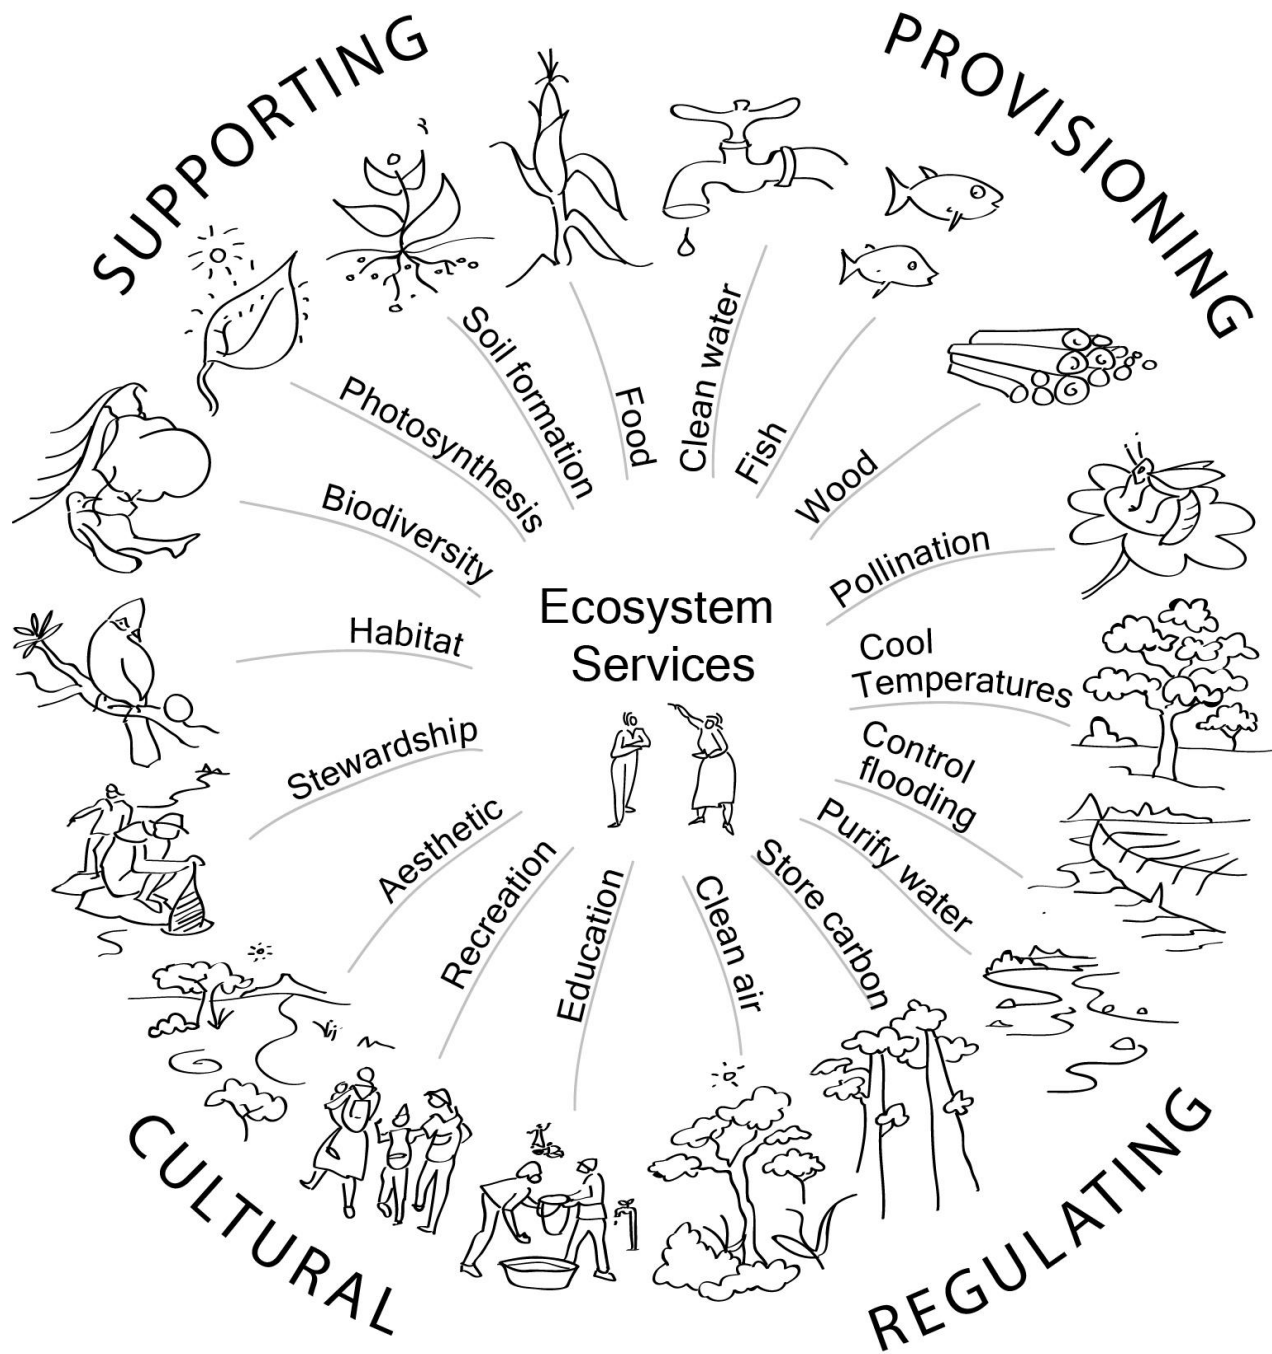 SUPPORTING
PROVISIONING
Soil formation
Food
Clean water
Fish
Wood
Photosynthesis
Biodiversity
Habitat
Stewardship
Aesthetic
Recreation
Education
Clean air
Store carbon
Purify water
Control
flooding
Cool
Temperatures
Pollination
Ecosystem
Services
CULTURAL
REGULATING